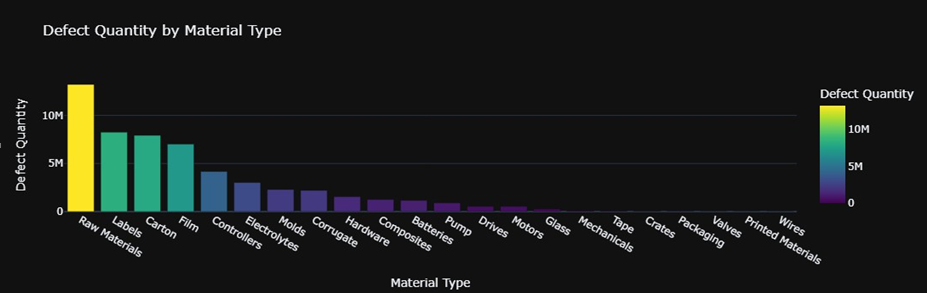 Defect Quantity by Material Type
Defect Quantity
10M
5M
0
Raw Materials
Labels
Carton
Film
Controllers
Electrolytes
Molds
Corrugate
Hardware
Composites
Batteries
Pump
Drives
Motors
Glass
Mechanicals
Tape
Crates
Packaging
Valves
Printed Materials
Wires
Material Type
Defect Quantity
10M
5M
0